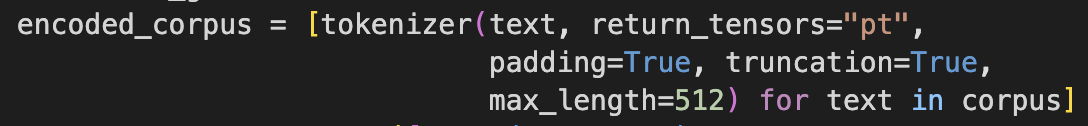 encoded_corpus = [tokenizer(text, return_tensors="pt",
padding=True, truncation=True,
max_length=512) for text in corpus]